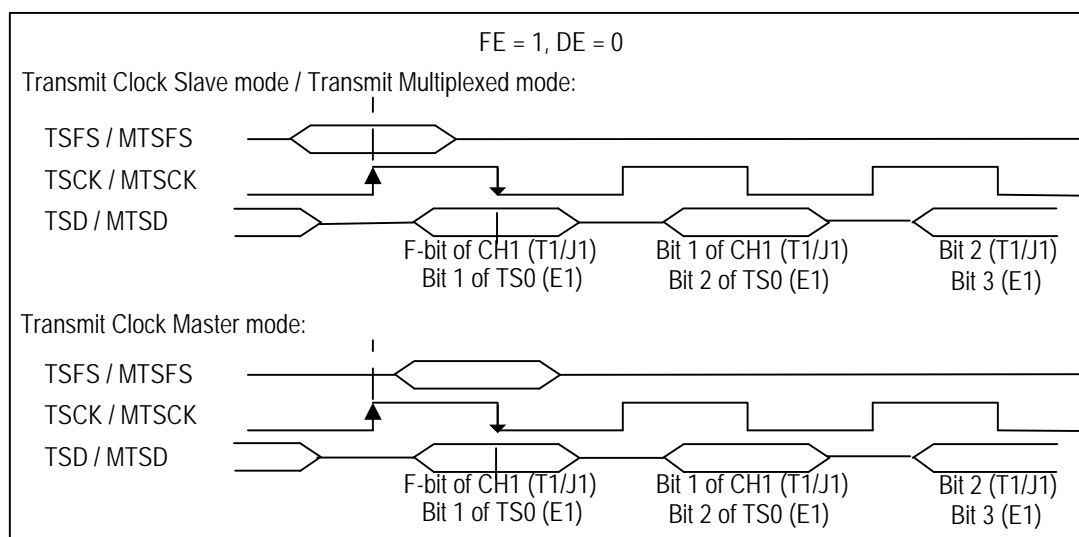 FE = 1, DE = 0
Transmit Clock Slave mode / Transmit Multiplexed mode:
TSFS / MTSFS
TSCK / MTSCK
TSD / MTSD
F-bit of CH1 (T1/J1) Bit 1 of CH1 (T1/J1) Bit 2 (T1/J1)
Bit 1 of TS0 (E1) Bit 2 of TS0 (E1) Bit 3 (E1)
Transmit Clock Master mode:
TSFS / MTSFS
TSCK / MTSCK
TSD / MTSD
F-bit of CH1 (T1/J1) Bit 1 of CH1 (T1/J1) Bit 2 (T1/J1)
Bit 1 of TS0 (E1) Bit 2 of TS0 (E1) Bit 3 (E1)